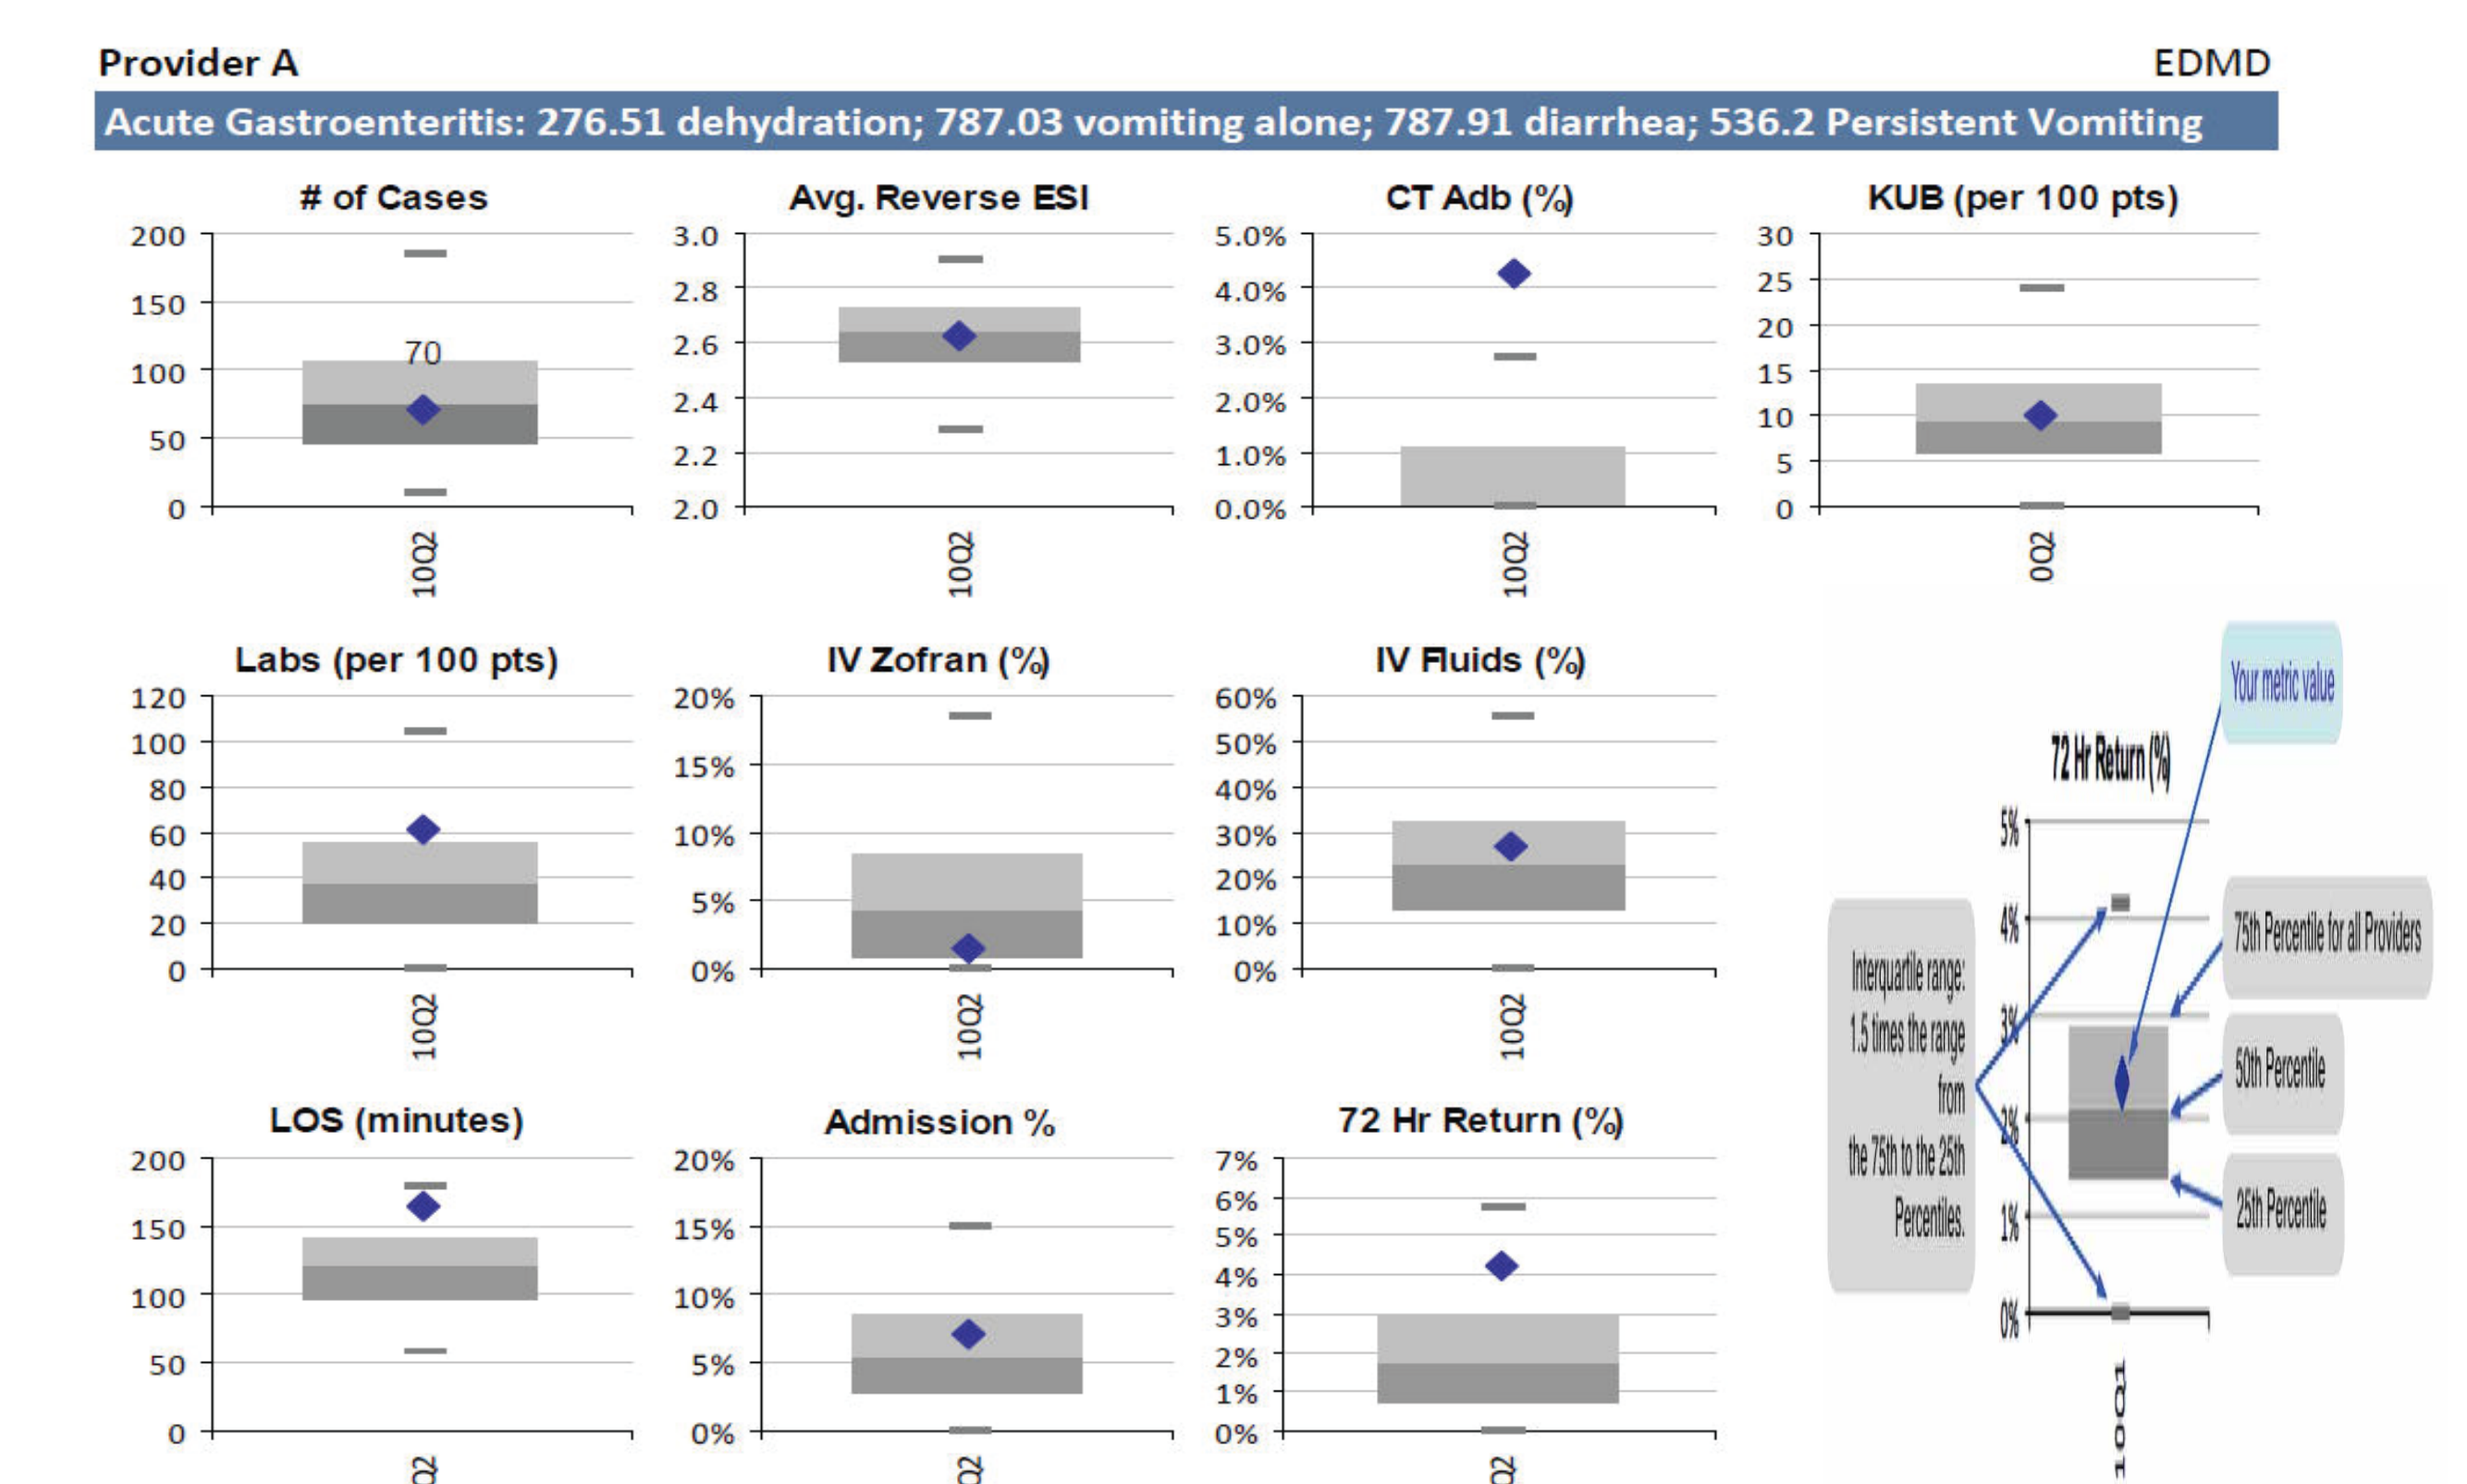 Provider A
EDMD
Acute Gastroenteritis: 276.51 dehydration; 787.03 vomiting alone; 787.91 diarrhea; 536.2 Persistent Vomiting
# of Cases
200
150
100
50
0
70
10Q2
Avg. Reverse ESI
3.0
2.8
2.6
2.4
2.2
2.0
10Q2
CT Adb (%)
5.0%
4.0%
3.0%
2.0%
1.0%
0.0%
10Q2
KUB (per 100 pts)
30
25
20
15
10
5
0
0Q2
Labs (per 100 pts)
120
100
80
60
40
20
0
10Q2
IV Zofran (%)
20%
15%
10%
5%
0%
10Q2
IV Fluids (%)
60%
50%
40%
30%
20%
10%
0%
10Q2
LOS (minutes)
200
150
100
50
0
Q2
Admission %
20%
15%
10%
5%
0%
Q2
72 Hr Return (%)
7%
6%
5%
4%
3%
2%
1%
0%
Q2
Your metric value
72 Hr Return (%)
5%
4%
3%
2%
1%
0%
10Q1
Interquartile range:
1.5 times the range
from
the 75th to the 25th
Percentiles.
75th Percentile for all Providers
50th Percentile
25th Percentile